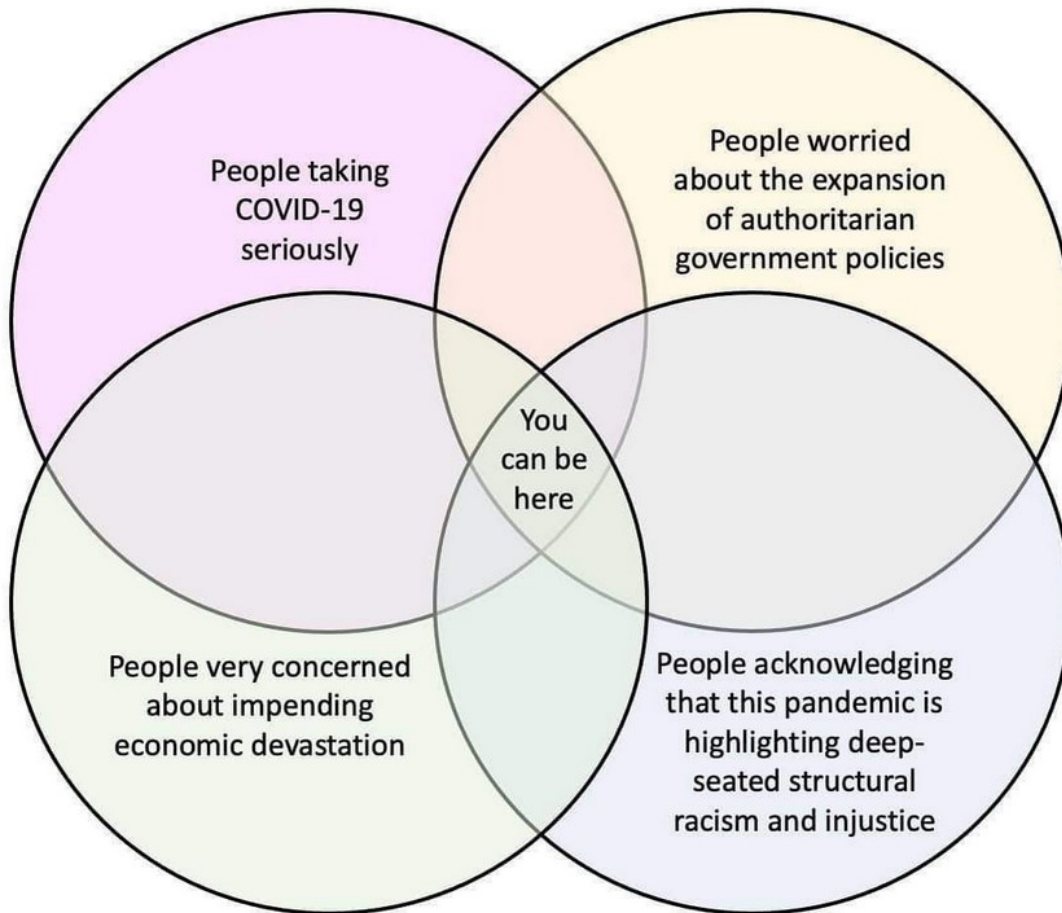 People taking
COVID-19
seriously
People worried
about the expansion
of authoritarian
government policies
You
can be
here
People very concerned
about impending
economic devastation
People acknowledging
that this pandemic is
highlighting deep-
seated structural
racism and injustice